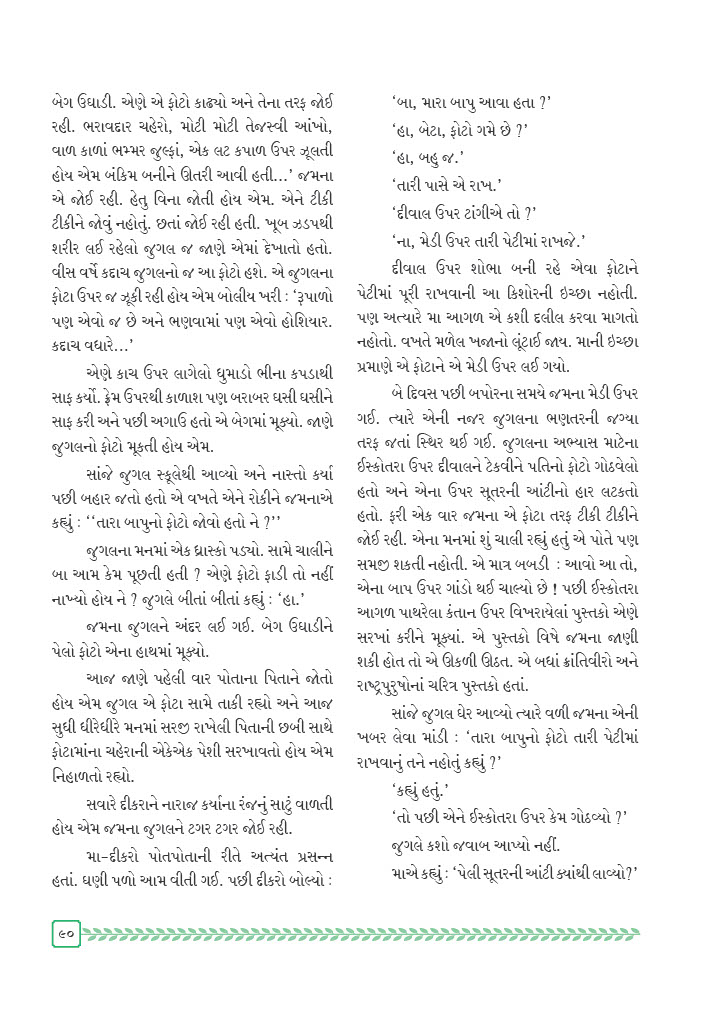 બેગ ઉઘાડી. એણે એ ફોટો કાઢ્યો અને તેના તરફ જોઈ
રહી. ભરાવદાર ચહેરો, મોટી મોટી તેજસ્વી આંખો,
વાળ કાળાં ભમ્મર જુલ્ફાં, એક લટ કપાળ ઉપર ઝૂલતી
હોય એમ બંકિમ બનીને ઊતરી આવી હતી...’ જમના
એ જોઈ રહી. હેતુ વિના જોતી હોય એમ. એને ટીકી
ટીકીને જોવું નહોતું. છતાં જોઈ રહી હતી. ખૂબ ઝડપથી
શરીર લઈ રહેલો જુગલ જ જાણે એમાં દેખાતો હતો.
વીસ વર્ષે કદાચ જુગલનો જ આ ફોટો હશે. એ જુગલના
ફોટા ઉપર જ ઝૂકી રહી હોય એમ બોલીય ખરી : ‘રૂપાળો
પણ એવો જ છે અને ભણવામાં પણ એવો હોશિયાર.
કદાચ વધારે...’
એણે કાચ ઉપર લાગેલો ધુમાડો ભીના કપડાથી
સાફ કર્યો. ફ્રેમ ઉપરથી કાળાશ પણ બરાબર ઘસી ઘસીને
સાફ કરી અને પછી અગાઉ હતો એ બેગમાં મૂક્યો. જાણે
જુગલનો ફોટો મૂકતી હોય એમ.
સાંજે જુગલ સ્કૂલેથી આવ્યો અને નાસ્તો કર્યા
પછી બહાર જતો હતો એ વખતે એને રોકીને જમનાએ
કહ્યું : ‘‘તારા બાપુનો ફોટો જોવો હતો ને ?’’
જુગલના મનમાં એક ધ્રાસ્કો પડ્યો. સામે ચાલીને
બા આમ કેમ પૂછતી હતી ? એણે ફોટો ફાડી તો નહીં
નાખ્યો હોય ને ? જુગલે બીતાં બીતાં કહ્યું : ‘હા.’
જમના જુગલને અંદર લઈ ગઈ. બેગ ઉઘાડીને
પેલો ફોટો એના હાથમાં મૂક્યો.
આજ જાણે પહેલી વાર પોતાના પિતાને જોતો
હોય એમ જુગલ એ ફોટા સામે તાકી રહ્યો અને આજ
સુધી ધીરેધીરે મનમાં સરજી રાખેલી પિતાની છબી સાથે
ફોટામાંના ચહેરાની એકેએક પેશી સરખાવતો હોય એમ
નિહાળતો રહ્યો.
સવારે દીકરાને નારાજ કર્યાના રંજનું સાટું વાળતી
હોય એમ જમના જુગલને ટગર ટગર જોઈ રહી.
મા-દીકરો પોતપોતાની રીતે અત્યંત પ્રસન્ન
હતાં. ઘણી પળો આમ વીતી ગઈ. પછી દીકરો બોલ્યો :
‘બા, મારા બાપુ આવા હતા ?’
‘હા, બેટા, ફોટો ગમે છે ?’
‘હા, બહુ જ.’
‘તારી પાસે એ રાખ.’
‘દીવાલ ઉપર ટાંગીએ તો ?’
‘ના, મેડી ઉપર તારી પેટીમાં રાખજે.’
દીવાલ ઉપર શોભા બની રહે એવા ફોટાને
પેટીમાં પૂરી રાખવાની આ કિશોરની ઇચ્છા નહોતી.
પણ અત્યારે મા આગળ એ કશી દલીલ કરવા માગતો
નહોતો. વખતે મળેલ ખજાનો લૂંટાઈ જાય. માની ઇચ્છા
પ્રમાણે એ ફોટાને એ મેડી ઉપર લઈ ગયો.
બે દિવસ પછી બપોરના સમયે જમના મેડી ઉપર
ગઈ. ત્યારે એની નજર જુગલના ભણતરની જગ્યા
તરફ જતાં સ્થિર થઈ ગઈ. જુગલના અભ્યાસ માટેના
ઈસ્કોતરા ઉપર દીવાલને ટેકવીને પતિનો ફોટો ગોઠવેલો
હતો અને એના ઉપર સૂતરની આંટીનો હાર લટકતો
હતો. ફરી એક વાર જમના એ ફોટા તરફ ટીકી ટીકીને
જોઈ રહી. એના મનમાં શું ચાલી રહ્યું હતું એ પોતે પણ
સમજી શકતી નહોતી. એ માત્ર બબડી : આવો આ તો,
એના બાપ ઉપર ગાંડો થઈ ચાલ્યો છે ! પછી ઈસ્કોતરા
આગળ પાથરેલા કંતાન ઉપર વિખરાયેલાં પુસ્તકો એણે
સરખાં કરીને મૂક્યાં. એ પુસ્તકો વિષે જમના જાણી
શકી હોત તો એ ઊકળી ઊઠત. એ બધાં ક્રાંતિવીરો અને
રાષ્ટ્રપુરુષોનાં ચરિત્ર પુસ્તકો હતાં.
સાંજે જુગલ ઘેર આવ્યો ત્યારે વળી જમના એની
ખબર લેવા માંડી : ‘તારા બાપુનો ફોટો તારી પેટીમાં
રાખવાનું તને નહોતું કહ્યું ?’
‘કહ્યું હતું.’
‘તો પછી એને ઈસ્કોતરા ઉપર કેમ ગોઠવ્યો ?’
જુગલે કશો જવાબ આપ્યો નહીં.
માએ કહ્યું : ‘પેલી સૂતરની આંટી ક્યાંથી લાવ્યો?’
૯૦